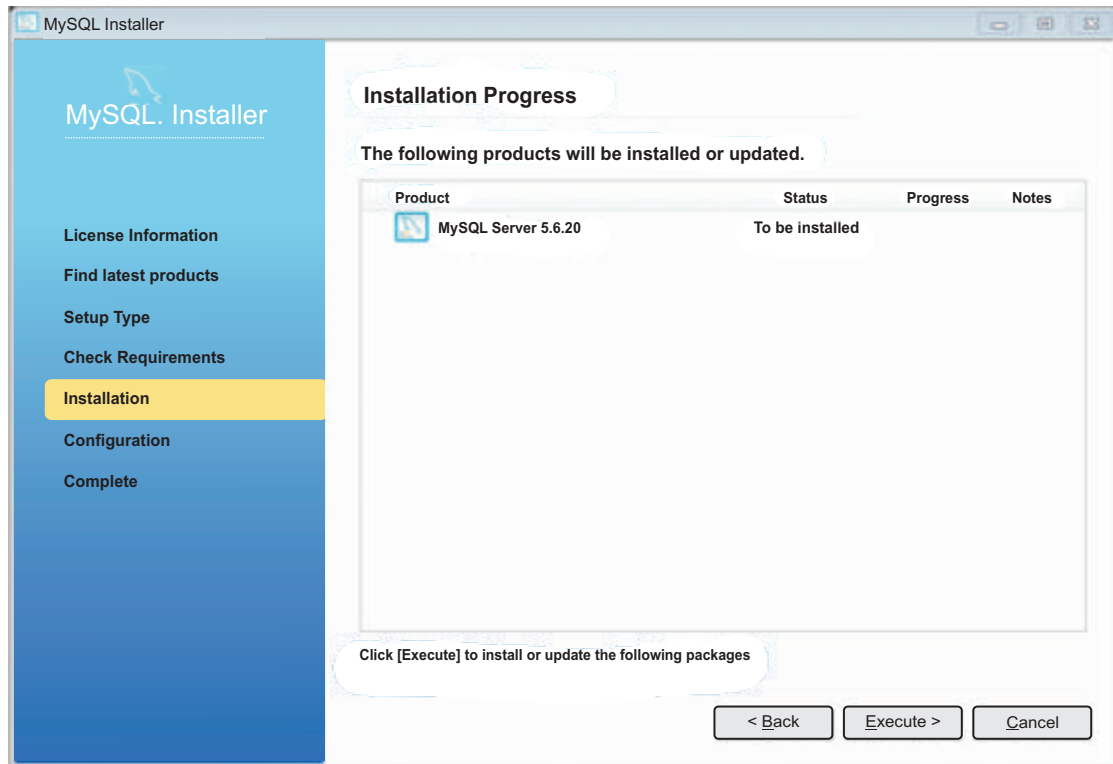 MySQL Installer
MySQL. Installer
License Information
Find latest products
Setup Type
Check Requirements
Installation
Configuration
Complete
Installation Progress
The following products will be installed or updated.
Product Status Progress Notes
MySQL Server 5.6.20 To be installed
Click [Execute] to install or update the following packages
< Back Execute > Cancel